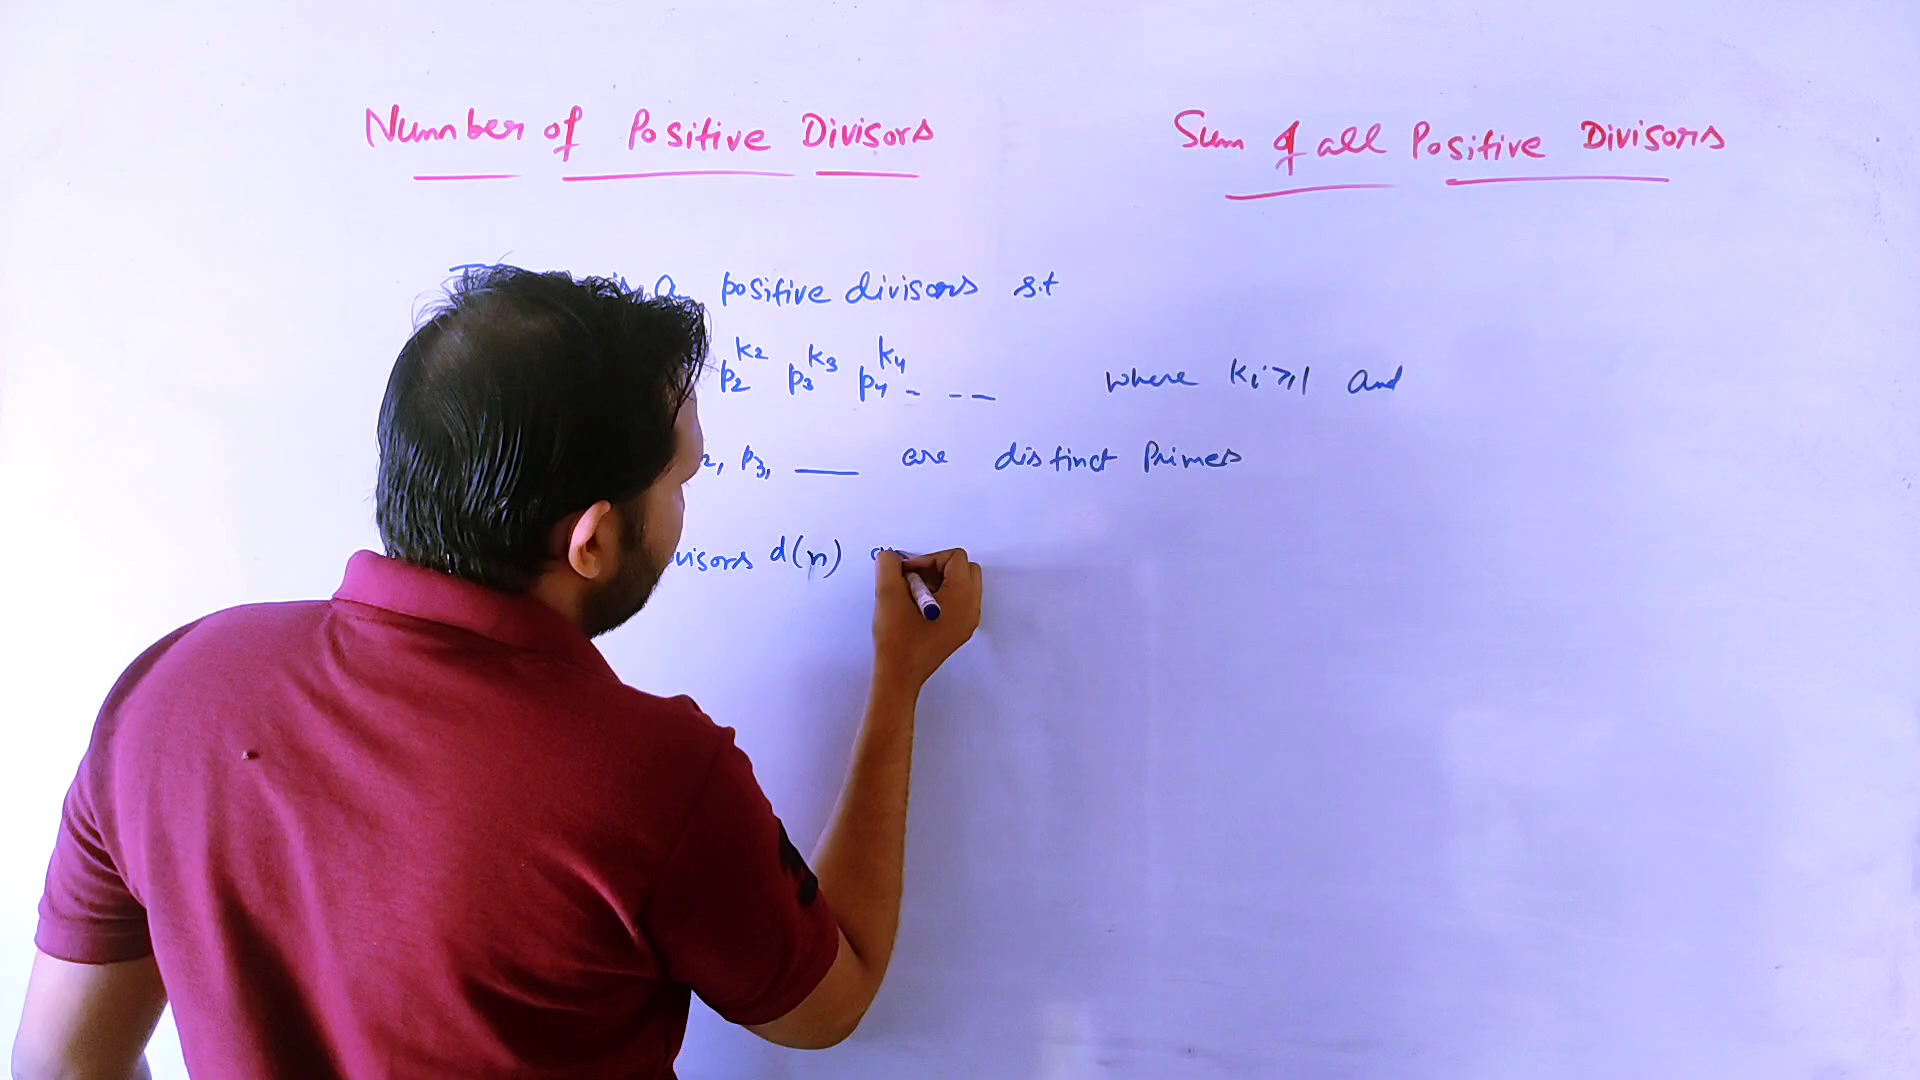 Number of Positive Divisors
Sum of all Positive Divisors
is a positive divisors s.t
p2^k2 p3^k3 p4^k4 - - -- where ki ≥ 1 and
2, p3, — are distinct Primes
visors d(n)